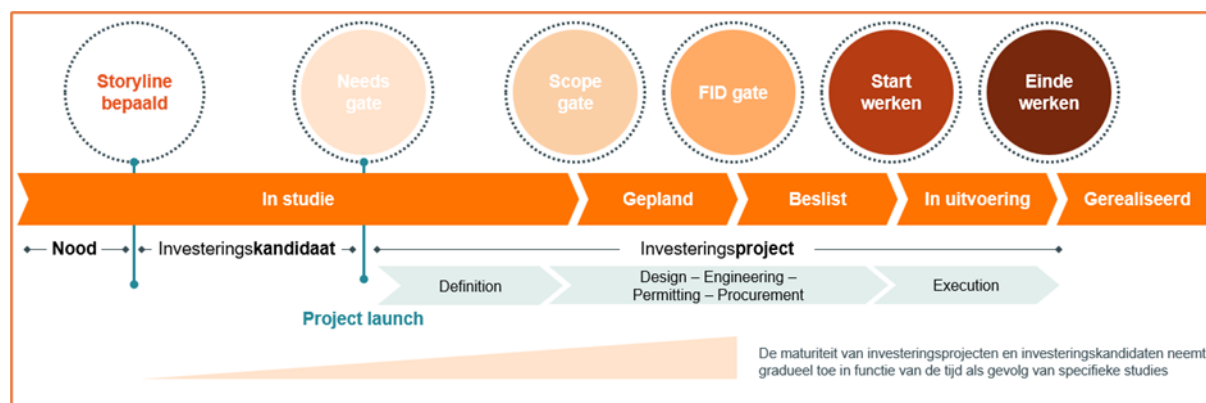 Storyline
bepaald
Needs
gate
Scope
gate
FID gate
Start
werken
Einde
werken
In studie
Gepland
Beslist
In uitvoering
Gerealiseerd
Nood
Investeringskandidaat
Investeringsproject
Definition
Design – Engineering –
Permitting – Procurement
Execution
Project launch
De maturiteit van investeringsprojecten en investeringskandidaten neemt
gradueel toe in functie van de tijd als gevolg van specifieke studies